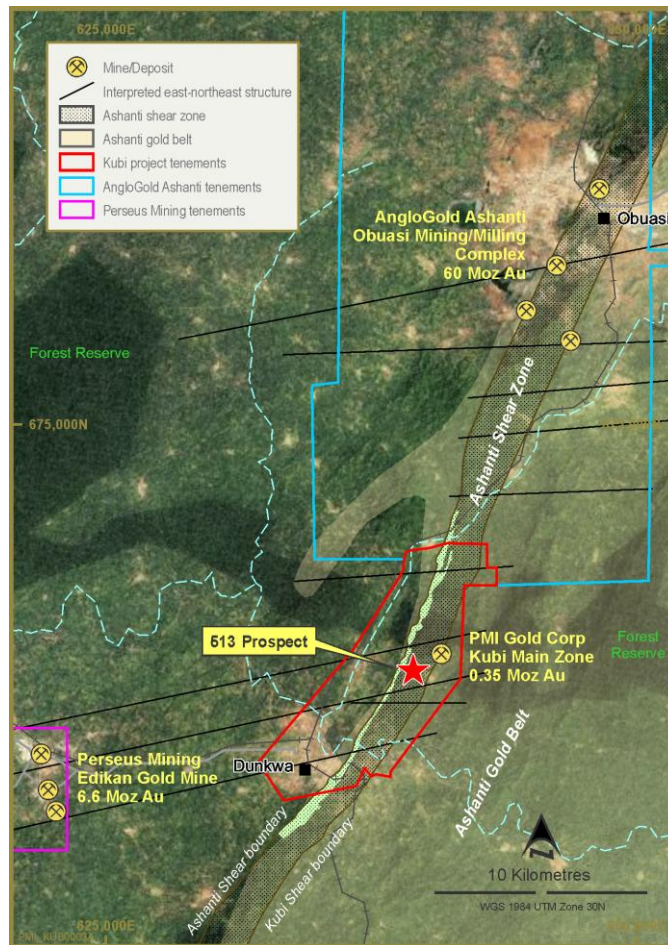 625,000E
650,000E
Mine/Deposit
Interpreted east-northeast structure
Ashanti shear zone
Ashanti gold belt
Kubi project tenements
AngloGold Ashanti tenements
Perseus Mining tenements
Obuasi
AngloGold Ashanti
Obuasi Mining/Milling
Complex
60 Moz Au
Forest Reserve
675,000N
Ashanti Shear Zone
513 Prospect
PMI Gold Corp
Kubi Main Zone
0.35 Moz Au
Forest
Reserve
Perseus Mining
Edikan Gold Mine
6.6 Moz Au
Dunkwa
Ashanti Gold Belt
Ashanti Shear boundary
Kubi Shear boundary
N
10 Kilometres
WGS 1984 UTM Zone 30N
625,000E